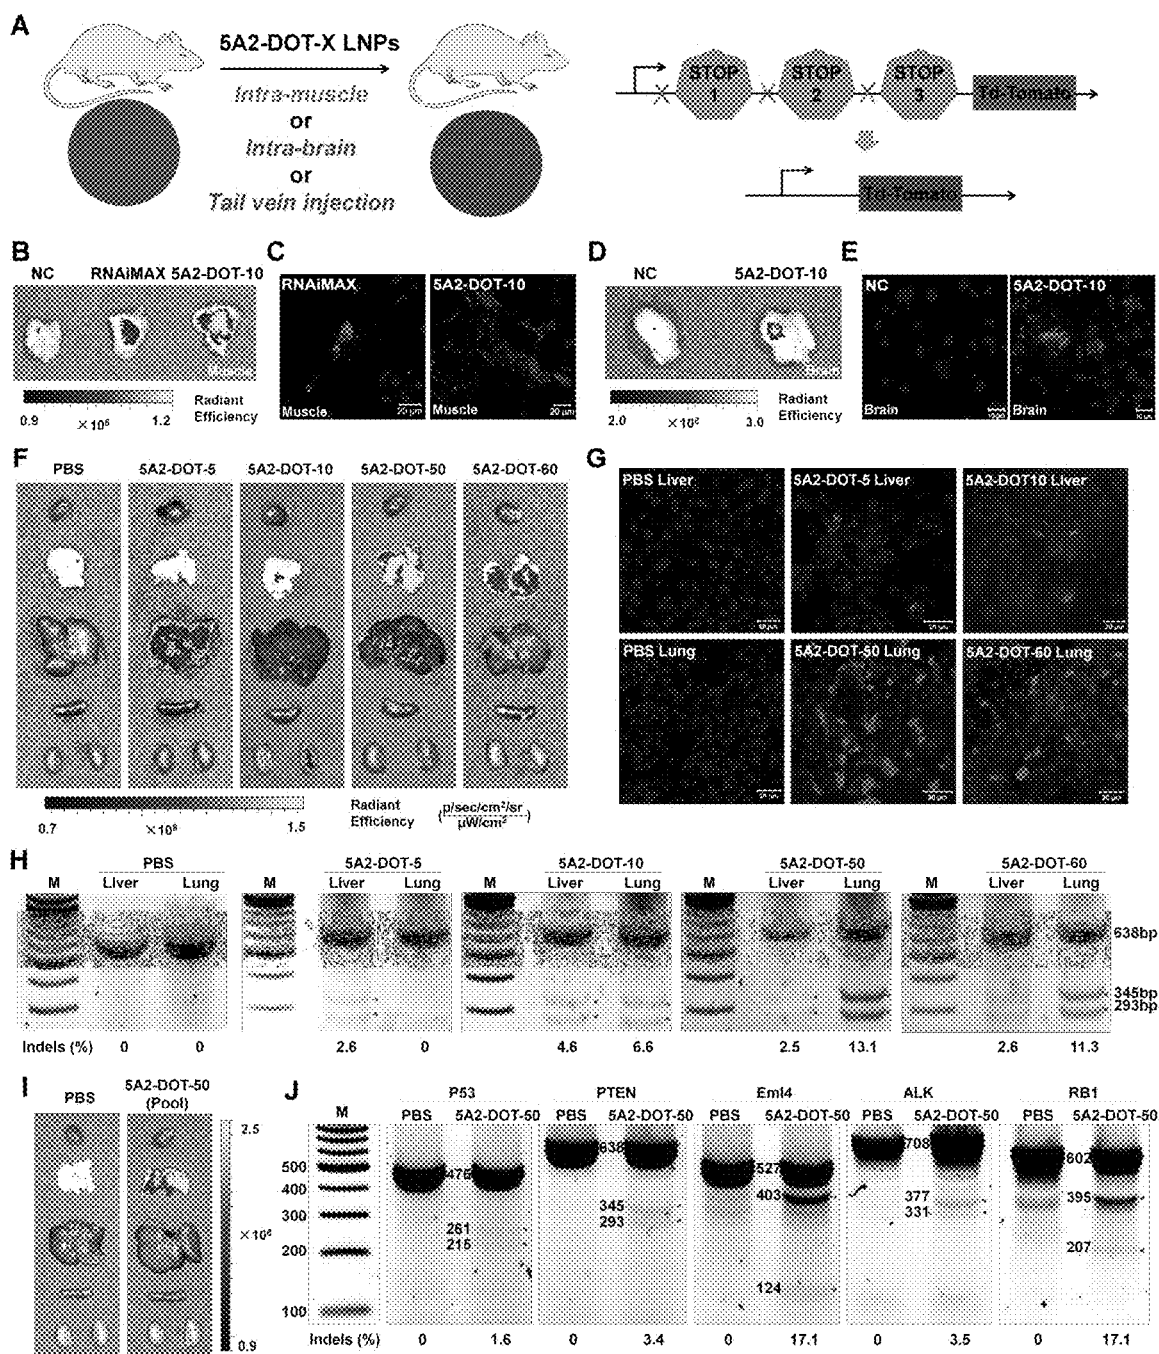 A
5A2-DOT-X LNPs
Intra-muscle
or
Intra-brain
or
Tail vein injection
STOP STOP STOP
1 2 3
Td-Tomato
Td-Tomato
B
NC RNAiMAX 5A2-DOT-10
Muscle
0.9 ×10⁶ 1.2
Radiant
Efficiency
C
RNAiMAX 5A2-DOT-10
Muscle 20 μm Muscle 20 μm
D
NC 5A2-DOT-10
Brain
2.0 ×10⁶ 3.0
Radiant
Efficiency
E
NC 5A2-DOT-10
Brain Brain
F
PBS 5A2-DOT-5 5A2-DOT-10 5A2-DOT-50 5A2-DOT-60
0.7 ×10⁸ 1.5
Radiant
Efficiency
(p/sec/cm²/sr
μW/cm²)
G
PBS Liver 5A2-DOT-5 Liver 5A2-DOT10 Liver
PBS Lung 5A2-DOT-50 Lung 5A2-DOT-60 Lung
H
PBS 5A2-DOT-5 5A2-DOT-10 5A2-DOT-50 5A2-DOT-60
M Liver Lung M Liver Lung M Liver Lung M Liver Lung M Liver Lung
638bp
345bp
293bp
Indels (%) 0 0 2.6 0 4.6 6.6 2.5 13.1 2.6 11.3
I
PBS 5A2-DOT-50
(Pool)
2.5
×10⁶
0.9
J
P53 PTEN Eml4 ALK RB1
M PBS 5A2-DOT-50 PBS 5A2-DOT-50 PBS 5A2-DOT-50 PBS 5A2-DOT-50 PBS 5A2-DOT-50
500
400
300
200
100
475
261
215
638
345
293
527
403
124
708
377
331
602
395
207
Indels (%) 0 1.6 0 3.4 0 17.1 0 3.5 0 17.1